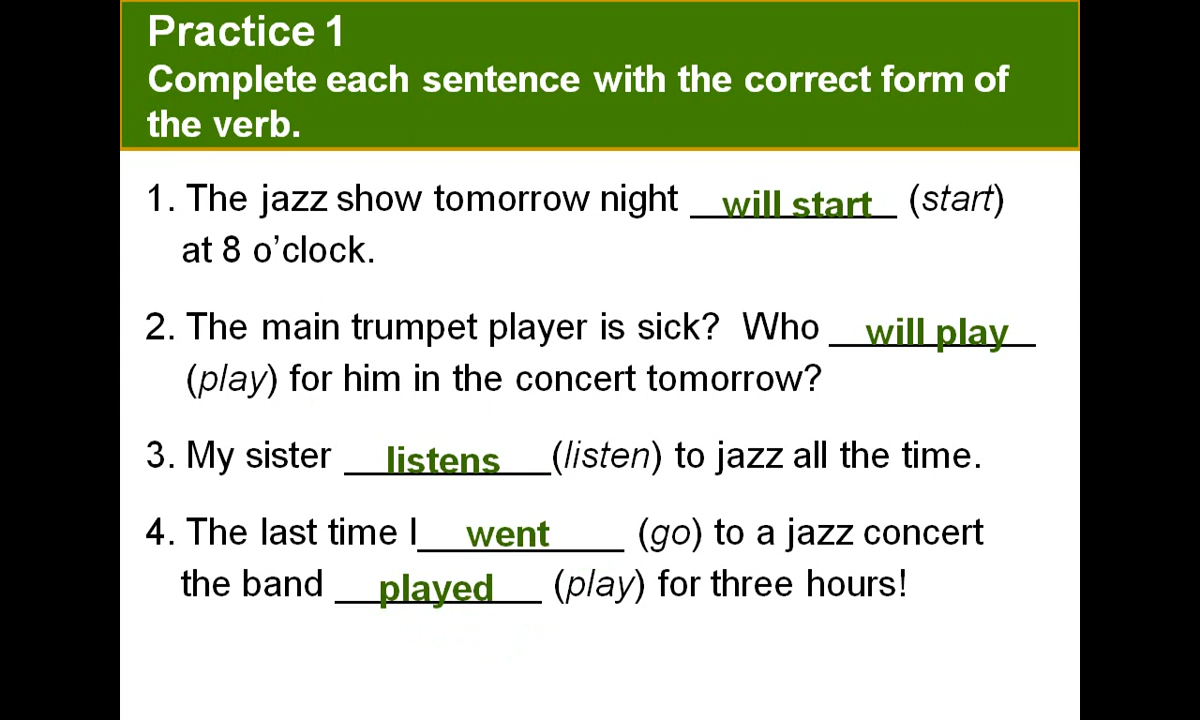 Practice 1
Complete each sentence with the correct form of
the verb.
1. The jazz show tomorrow night will start (start)
at 8 o’clock.
2. The main trumpet player is sick? Who will play
(play) for him in the concert tomorrow?
3. My sister listens (listen) to jazz all the time.
4. The last time I went (go) to a jazz concert
the band played (play) for three hours!